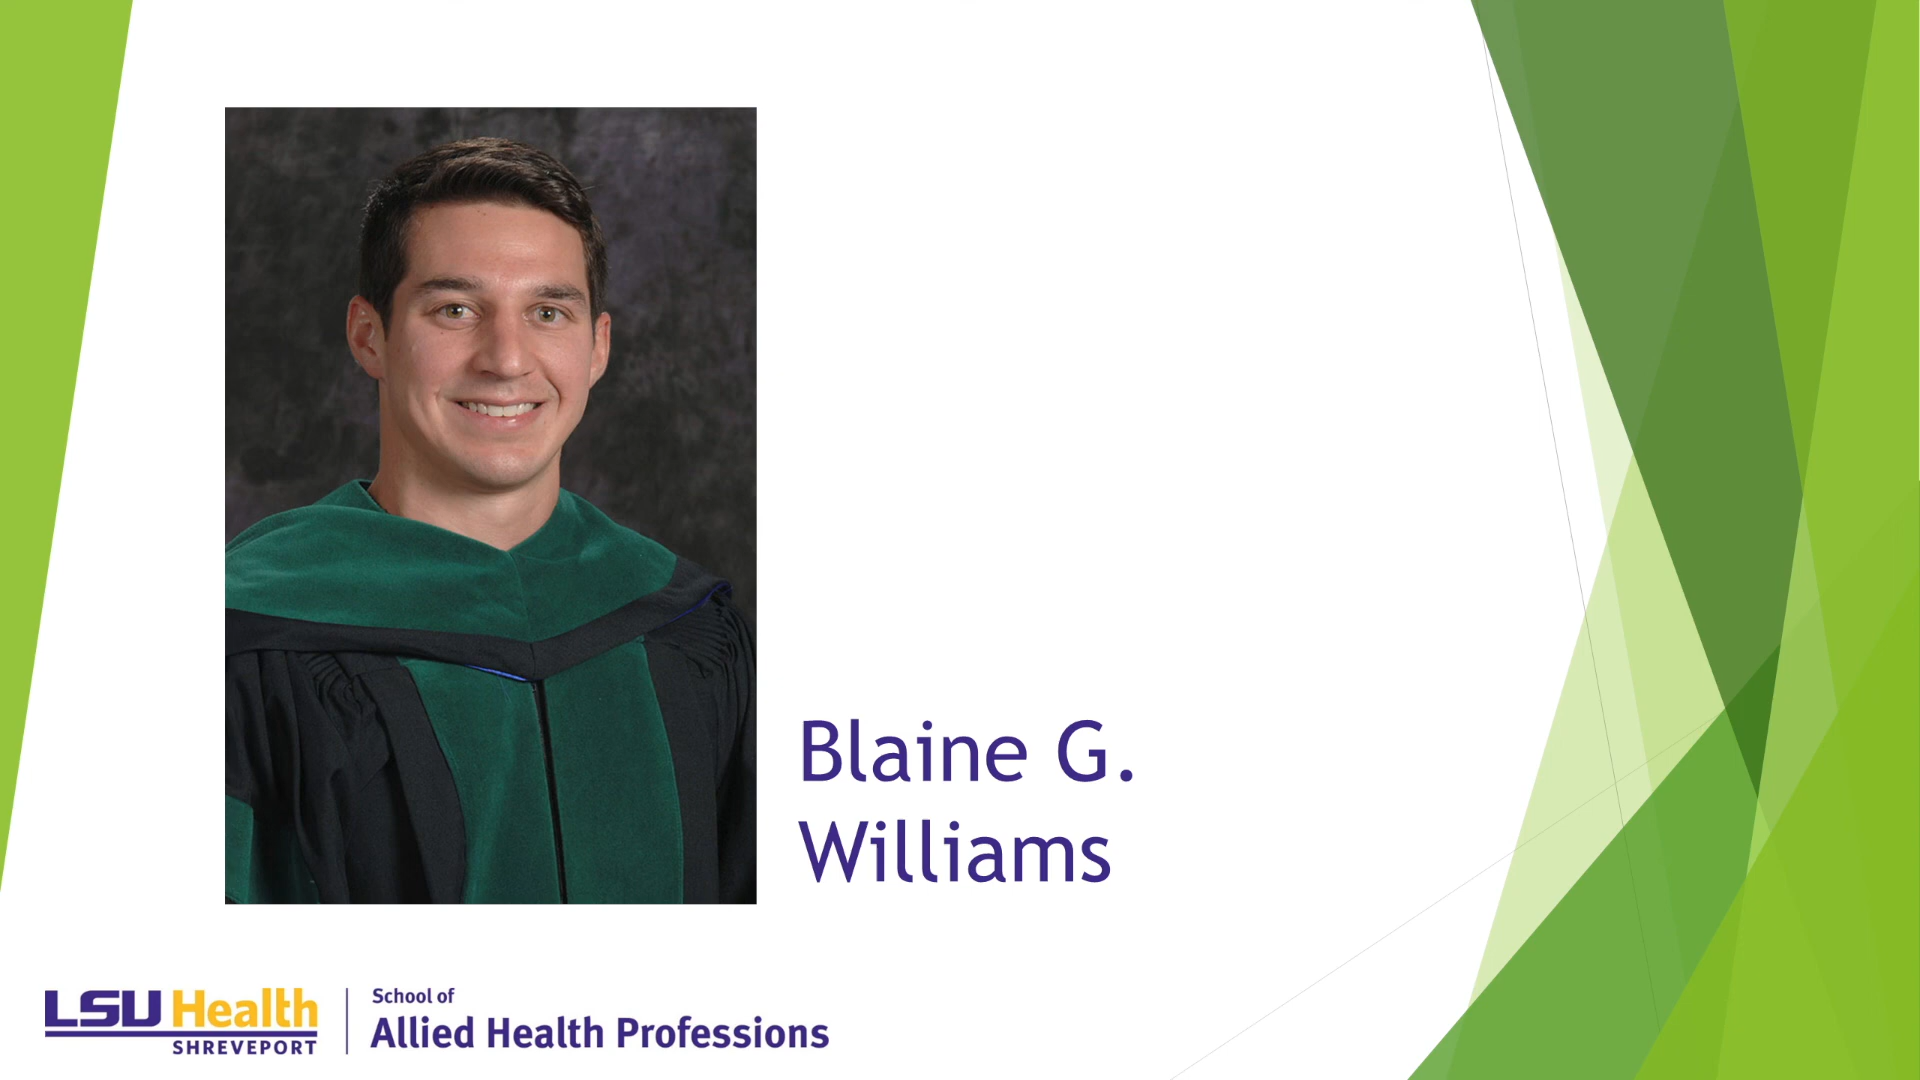 Blaine G.
Williams
LSU Health
SHREVEPORT
School of
Allied Health Professions